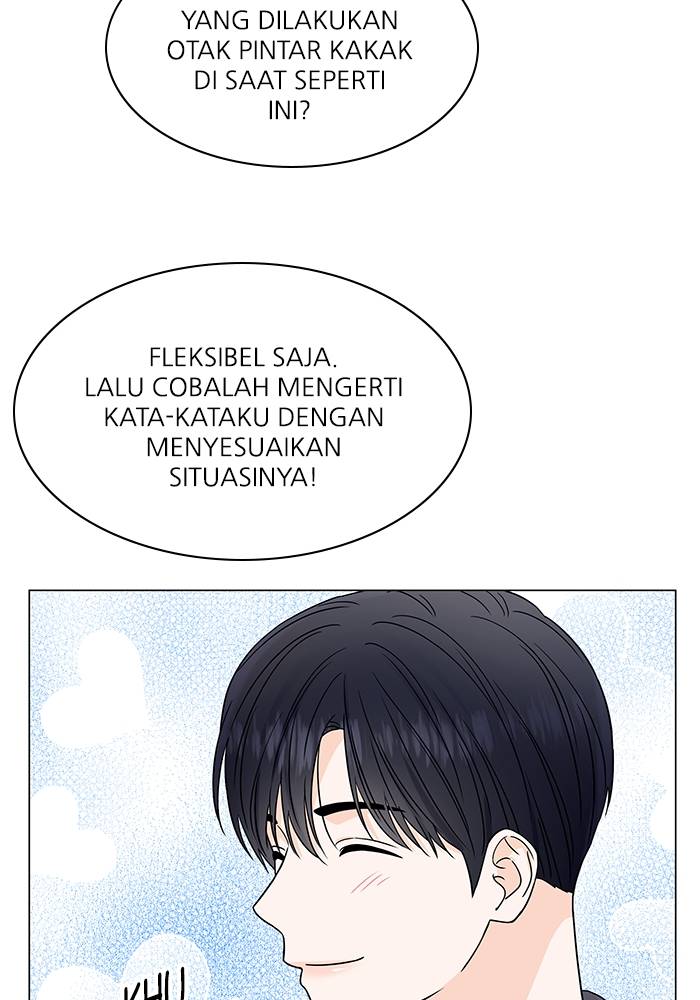 YANG DILAKUKAN
OTAK PINTAR KAKAK
DI SAAT SEPERTI
INI?
FLEKSIBEL SAJA.
LALU COBALAH MENGERTI
KATA-KATAKU DENGAN
MENYESUAIKAN
SITUASINYA!
KHU